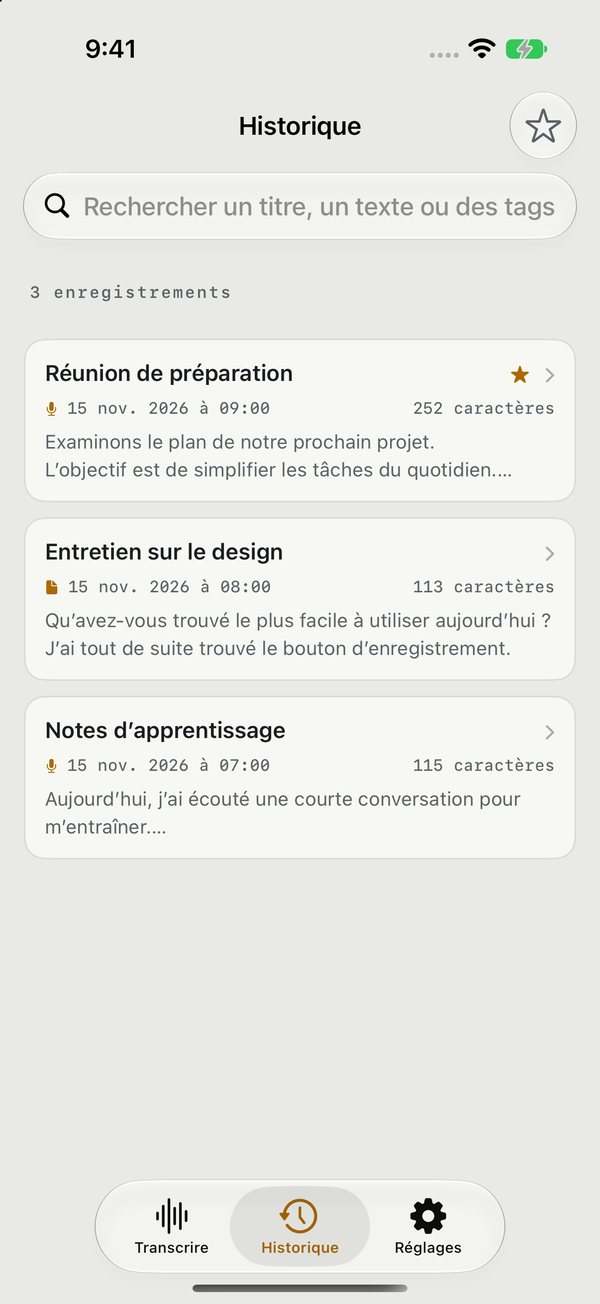 9:41
Historique
Rechercher un titre, un texte ou des tags
3 enregistrements
Réunion de préparation
15 nov. 2026 à 09:00 252 caractères
Examinons le plan de notre prochain projet.
L’objectif est de simplifier les tâches du quotidien.…
Entretien sur le design
15 nov. 2026 à 08:00 113 caractères
Qu’avez-vous trouvé le plus facile à utiliser aujourd’hui ?
J’ai tout de suite trouvé le bouton d’enregistrement.
Notes d’apprentissage
15 nov. 2026 à 07:00 115 caractères
Aujourd’hui, j’ai écouté une courte conversation pour
m’entraîner.…
Transcrire Historique Réglages